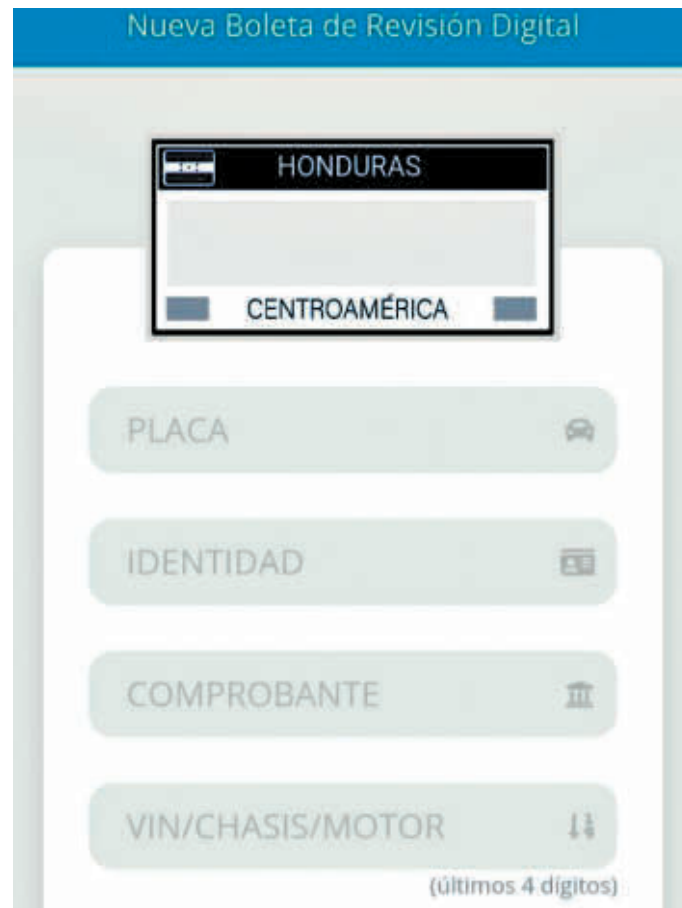 Nueva Boleta de Revisión Digital
HONDURAS
CENTROAMÉRICA
PLACA
IDENTIDAD
COMPROBANTE
VIN/CHASIS/MOTOR
(últimos 4 dígitos)